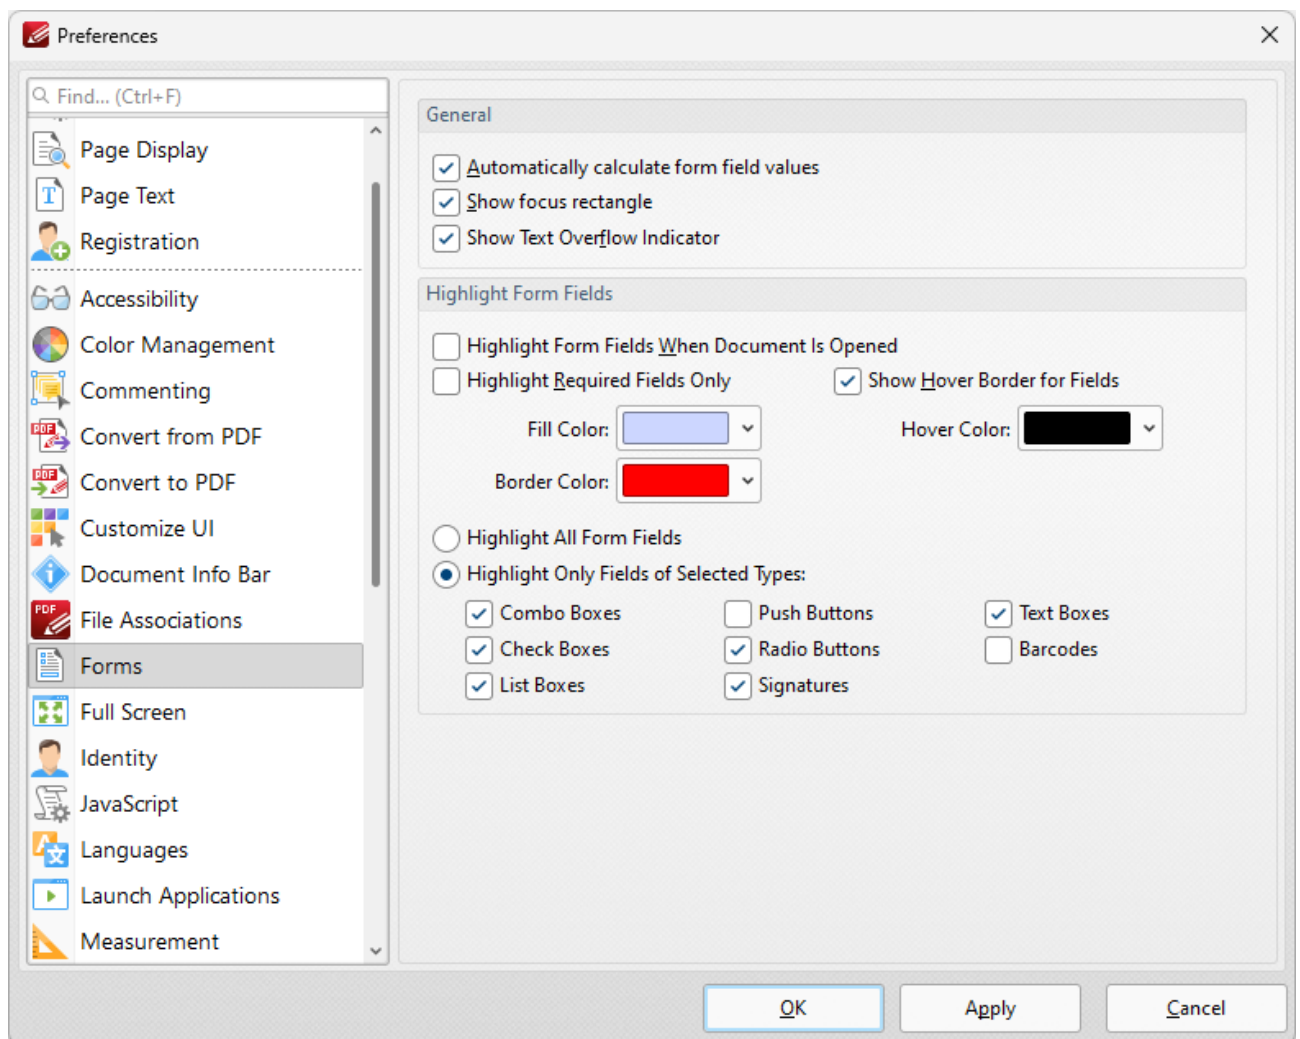 Preferences
Find... (Ctrl+F)
Page Display
Page Text
Registration
Accessibility
Color Management
Commenting
Convert from PDF
Convert to PDF
Customize UI
Document Info Bar
File Associations
Forms
Full Screen
Identity
JavaScript
Languages
Launch Applications
Measurement
General
Automatically calculate form field values
Show focus rectangle
Show Text Overflow Indicator
Highlight Form Fields
Highlight Form Fields When Document Is Opened
Highlight Required Fields Only
Show Hover Border for Fields
Fill Color:
Hover Color:
Border Color:
Highlight All Form Fields
Highlight Only Fields of Selected Types:
Combo Boxes
Push Buttons
Text Boxes
Check Boxes
Radio Buttons
Barcodes
List Boxes
Signatures
OK
Apply
Cancel